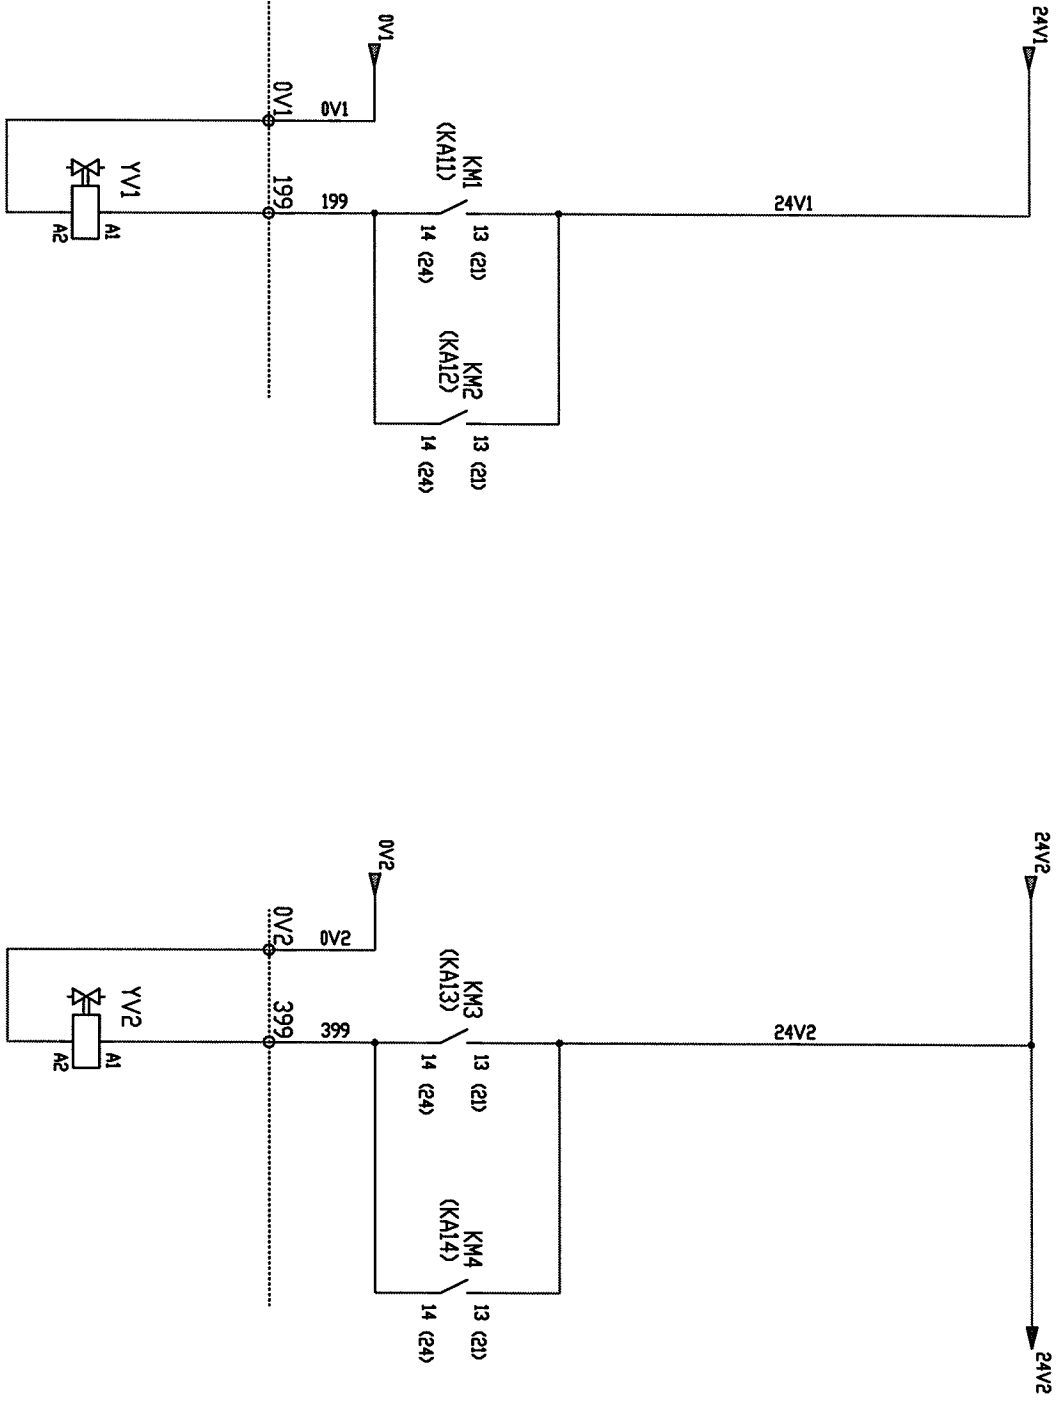 24V1
24V2
24V2
24V1
24V2
KM1
(KA11)
13 (21)
14 (24)
KM2
(KA12)
13 (21)
14 (24)
KM3
(KA13)
13 (21)
14 (24)
KM4
(KA14)
13 (21)
14 (24)
0V1
0V1
199
0V2
0V2
399
0V1
199
0V2
399
YV1
A1
A2
YV2
A1
A2